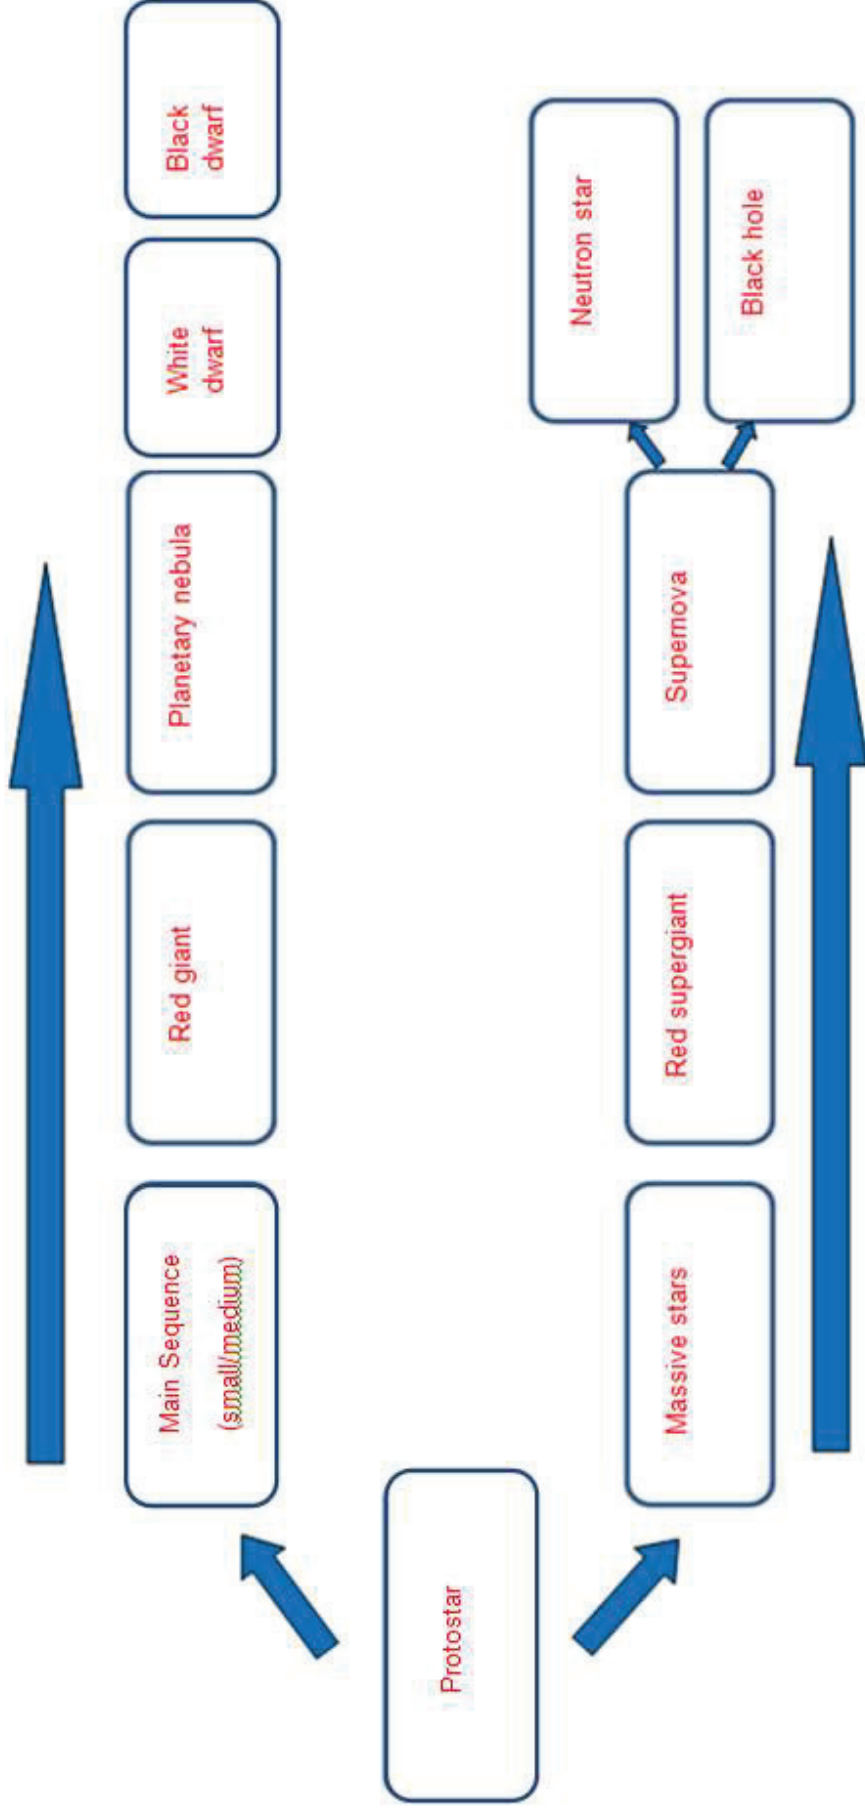 Protostar
Main Sequence
(small/medium)
Red giant
Planetary nebula
White
dwarf
Black
dwarf
Massive stars
Red supergiant
Supernova
Neutron star
Black hole